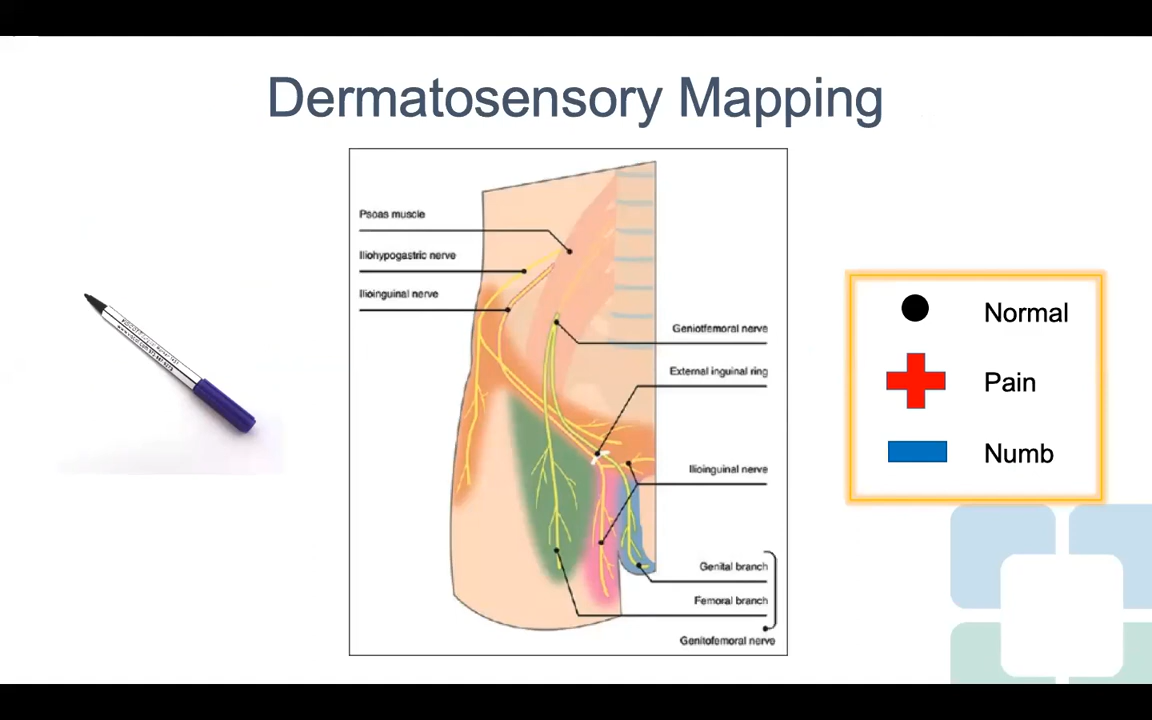 Dermatosensory Mapping
Psoas muscle
Iliohypogastric nerve
Ilioinguinal nerve
Geniotfemoral nerve
External inguinal ring
Ilioinguinal nerve
Genital branch
Femoral branch
Genitofemoral nerve
Normal
Pain
Numb